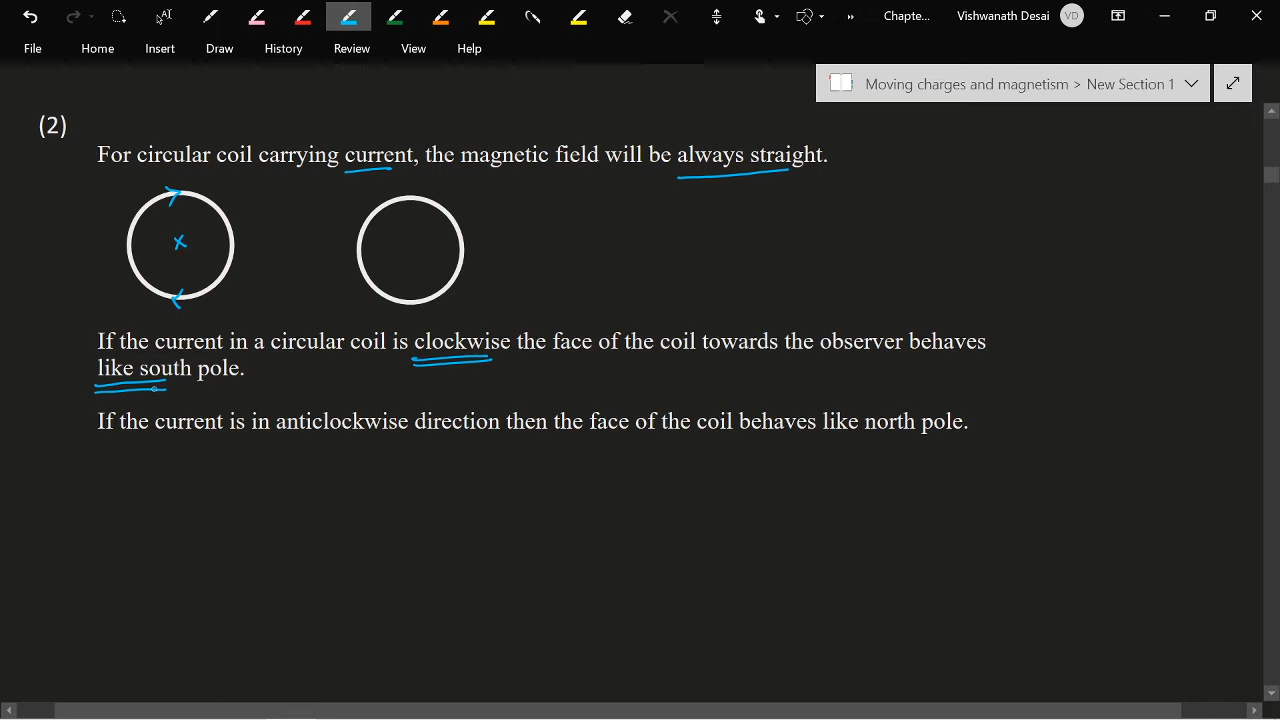 Chapte...
Vishwanath Desai
VD
File
Home
Insert
Draw
History
Review
View
Help
Moving charges and magnetism > New Section 1
(2)
For circular coil carrying current, the magnetic field will be always straight.
If the current in a circular coil is clockwise the face of the coil towards the observer behaves
like south pole.
If the current is in anticlockwise direction then the face of the coil behaves like north pole.